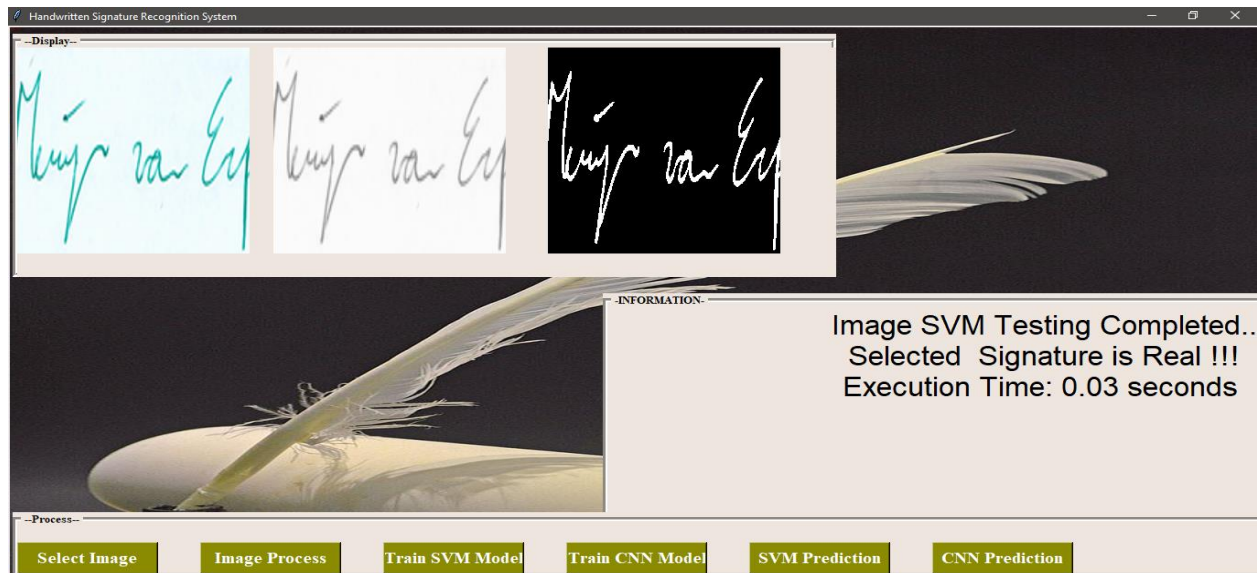 Handwritten Signature Recognition System
--Display--
-INFORMATION-
Image SVM Testing Completed..
Selected Signature is Real !!!
Execution Time: 0.03 seconds
--Process--
Select Image
Image Process
Train SVM Model
Train CNN Model
SVM Prediction
CNN Prediction